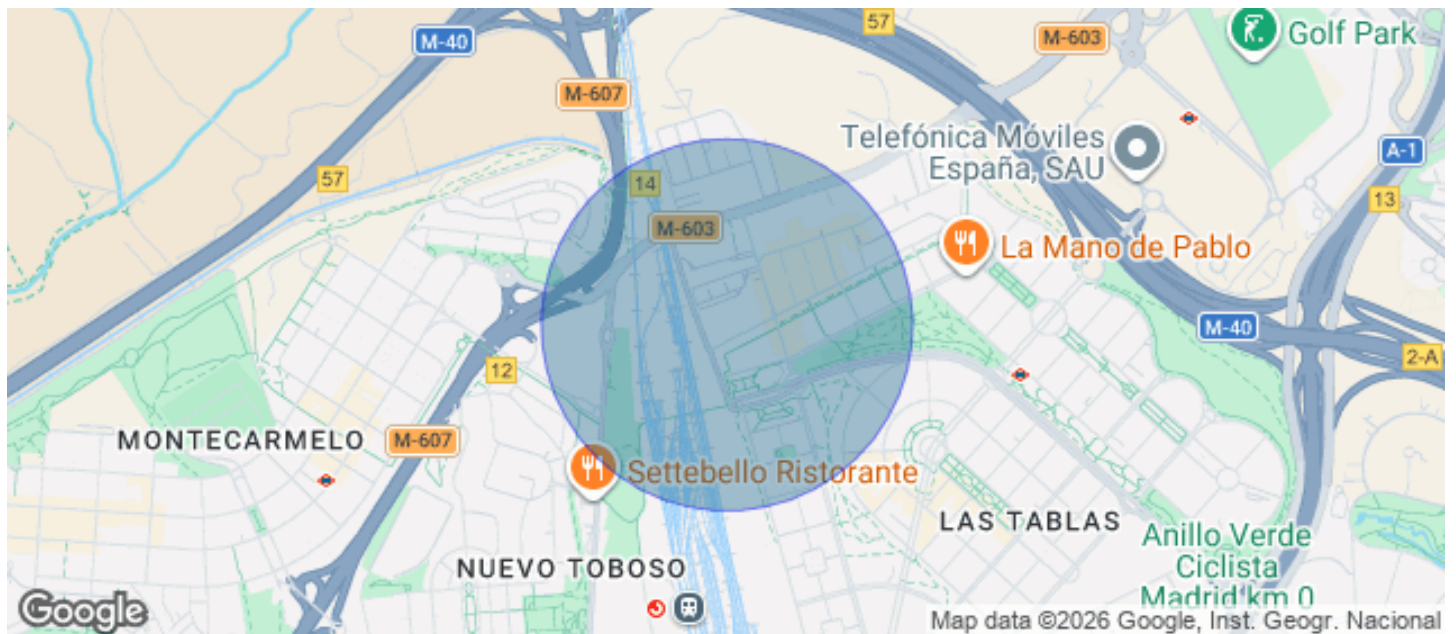 57
M-603
Golf Park
M-40
M-607
Telefónica Móviles
España, SAU
A-1
57
14
13
M-603
La Mano de Pablo
M-40
2-A
12
MONTECARMELO
M-607
Settebello Ristorante
LAS TABLAS
Anillo Verde
Ciclista
Madrid km 0
NUEVO TOBOSO
Google
Map data ©2026 Google, Inst. Geogr. Nacional